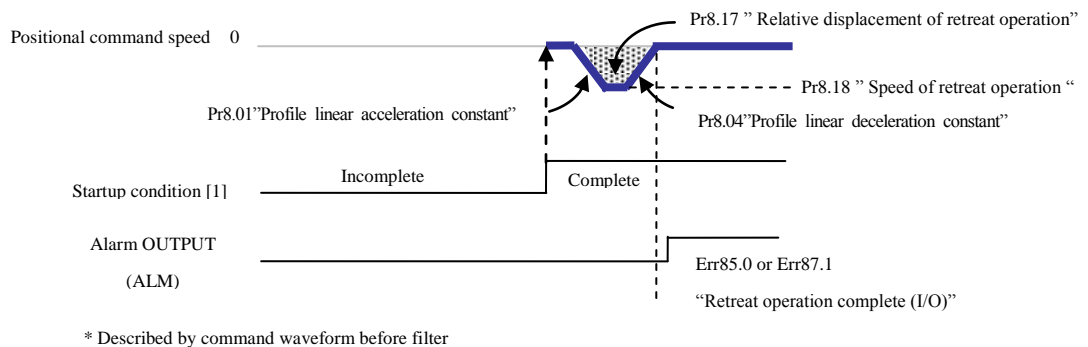 Pr8.17 ” Relative displacement of retreat operation”
Positional command speed 0
Pr8.18 ” Speed of retreat operation “
Pr8.01”Profile linear acceleration constant”
Pr8.04”Profile linear deceleration constant”
Incomplete
Complete
Startup condition [1]
Alarm OUTPUT
(ALM)
Err85.0 or Err87.1
“Retreat operation complete (I/O)”
* Described by command waveform before filter